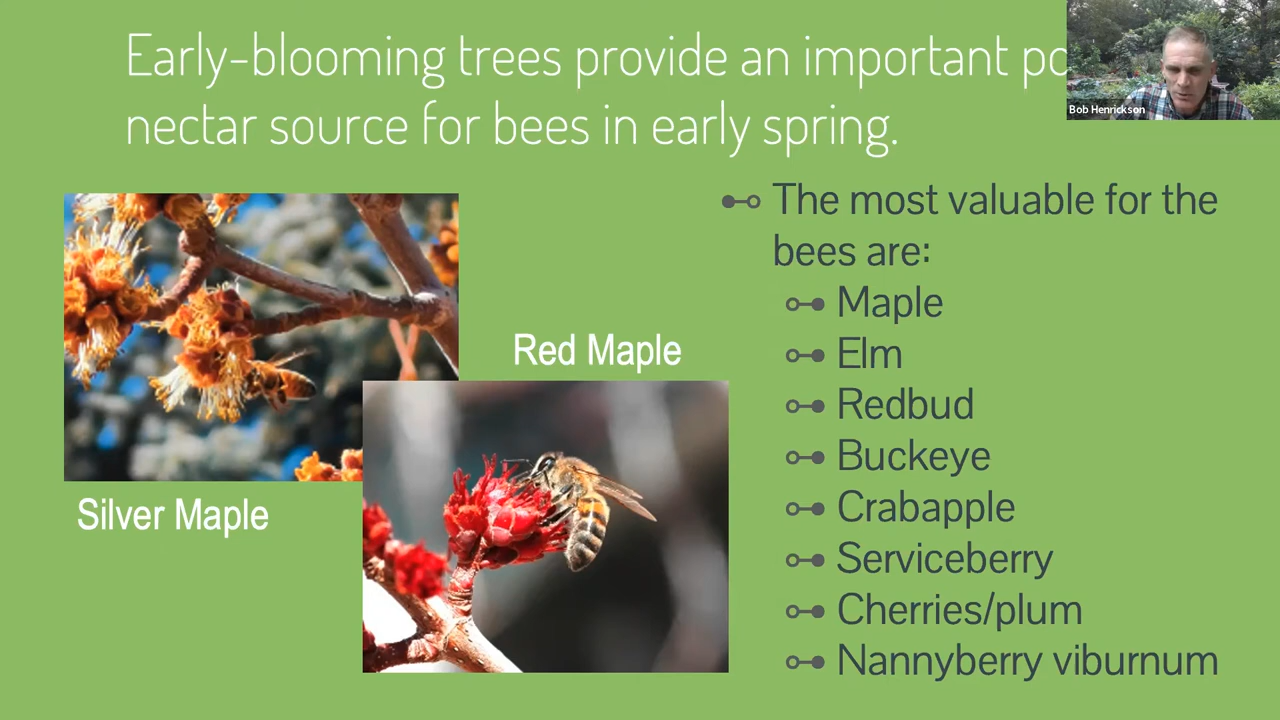 Early-blooming trees provide an important
nectar source for bees in early spring.
Bob Henrickson
The most valuable for the
bees are:
Maple
Elm
Redbud
Buckeye
Crabapple
Serviceberry
Cherries/plum
Nannyberry viburnum
Red Maple
Silver Maple